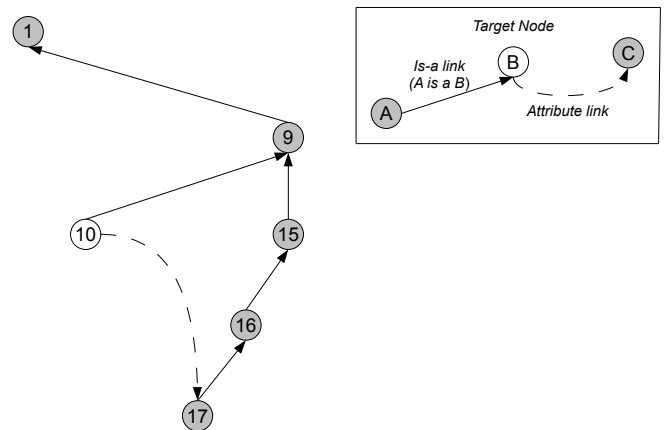 1
Target Node
Is-a link
(A is a B)
B
C
A
Attribute link
9
10
15
16
17